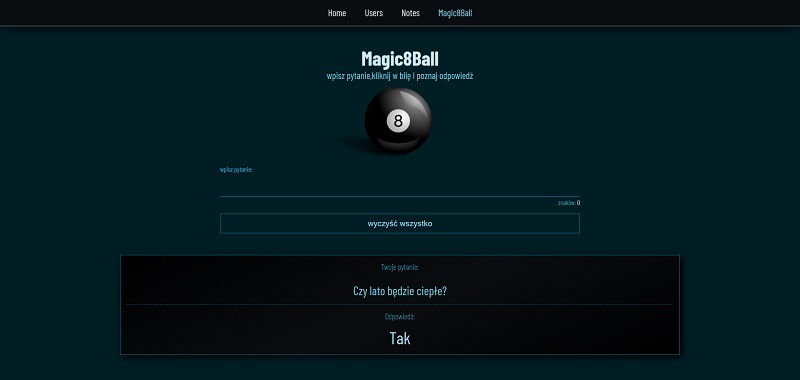 Home Users Notes Magic8Ball
Magic8Ball
wpisz pytanie,kliknij w bilę i poznaj odpowiedź
8
wpisz pytanie:
znaków: 0
wyczyść wszystko
Twoje pytanie:
Czy lato będzie ciepłe?
Odpowiedź:
Tak